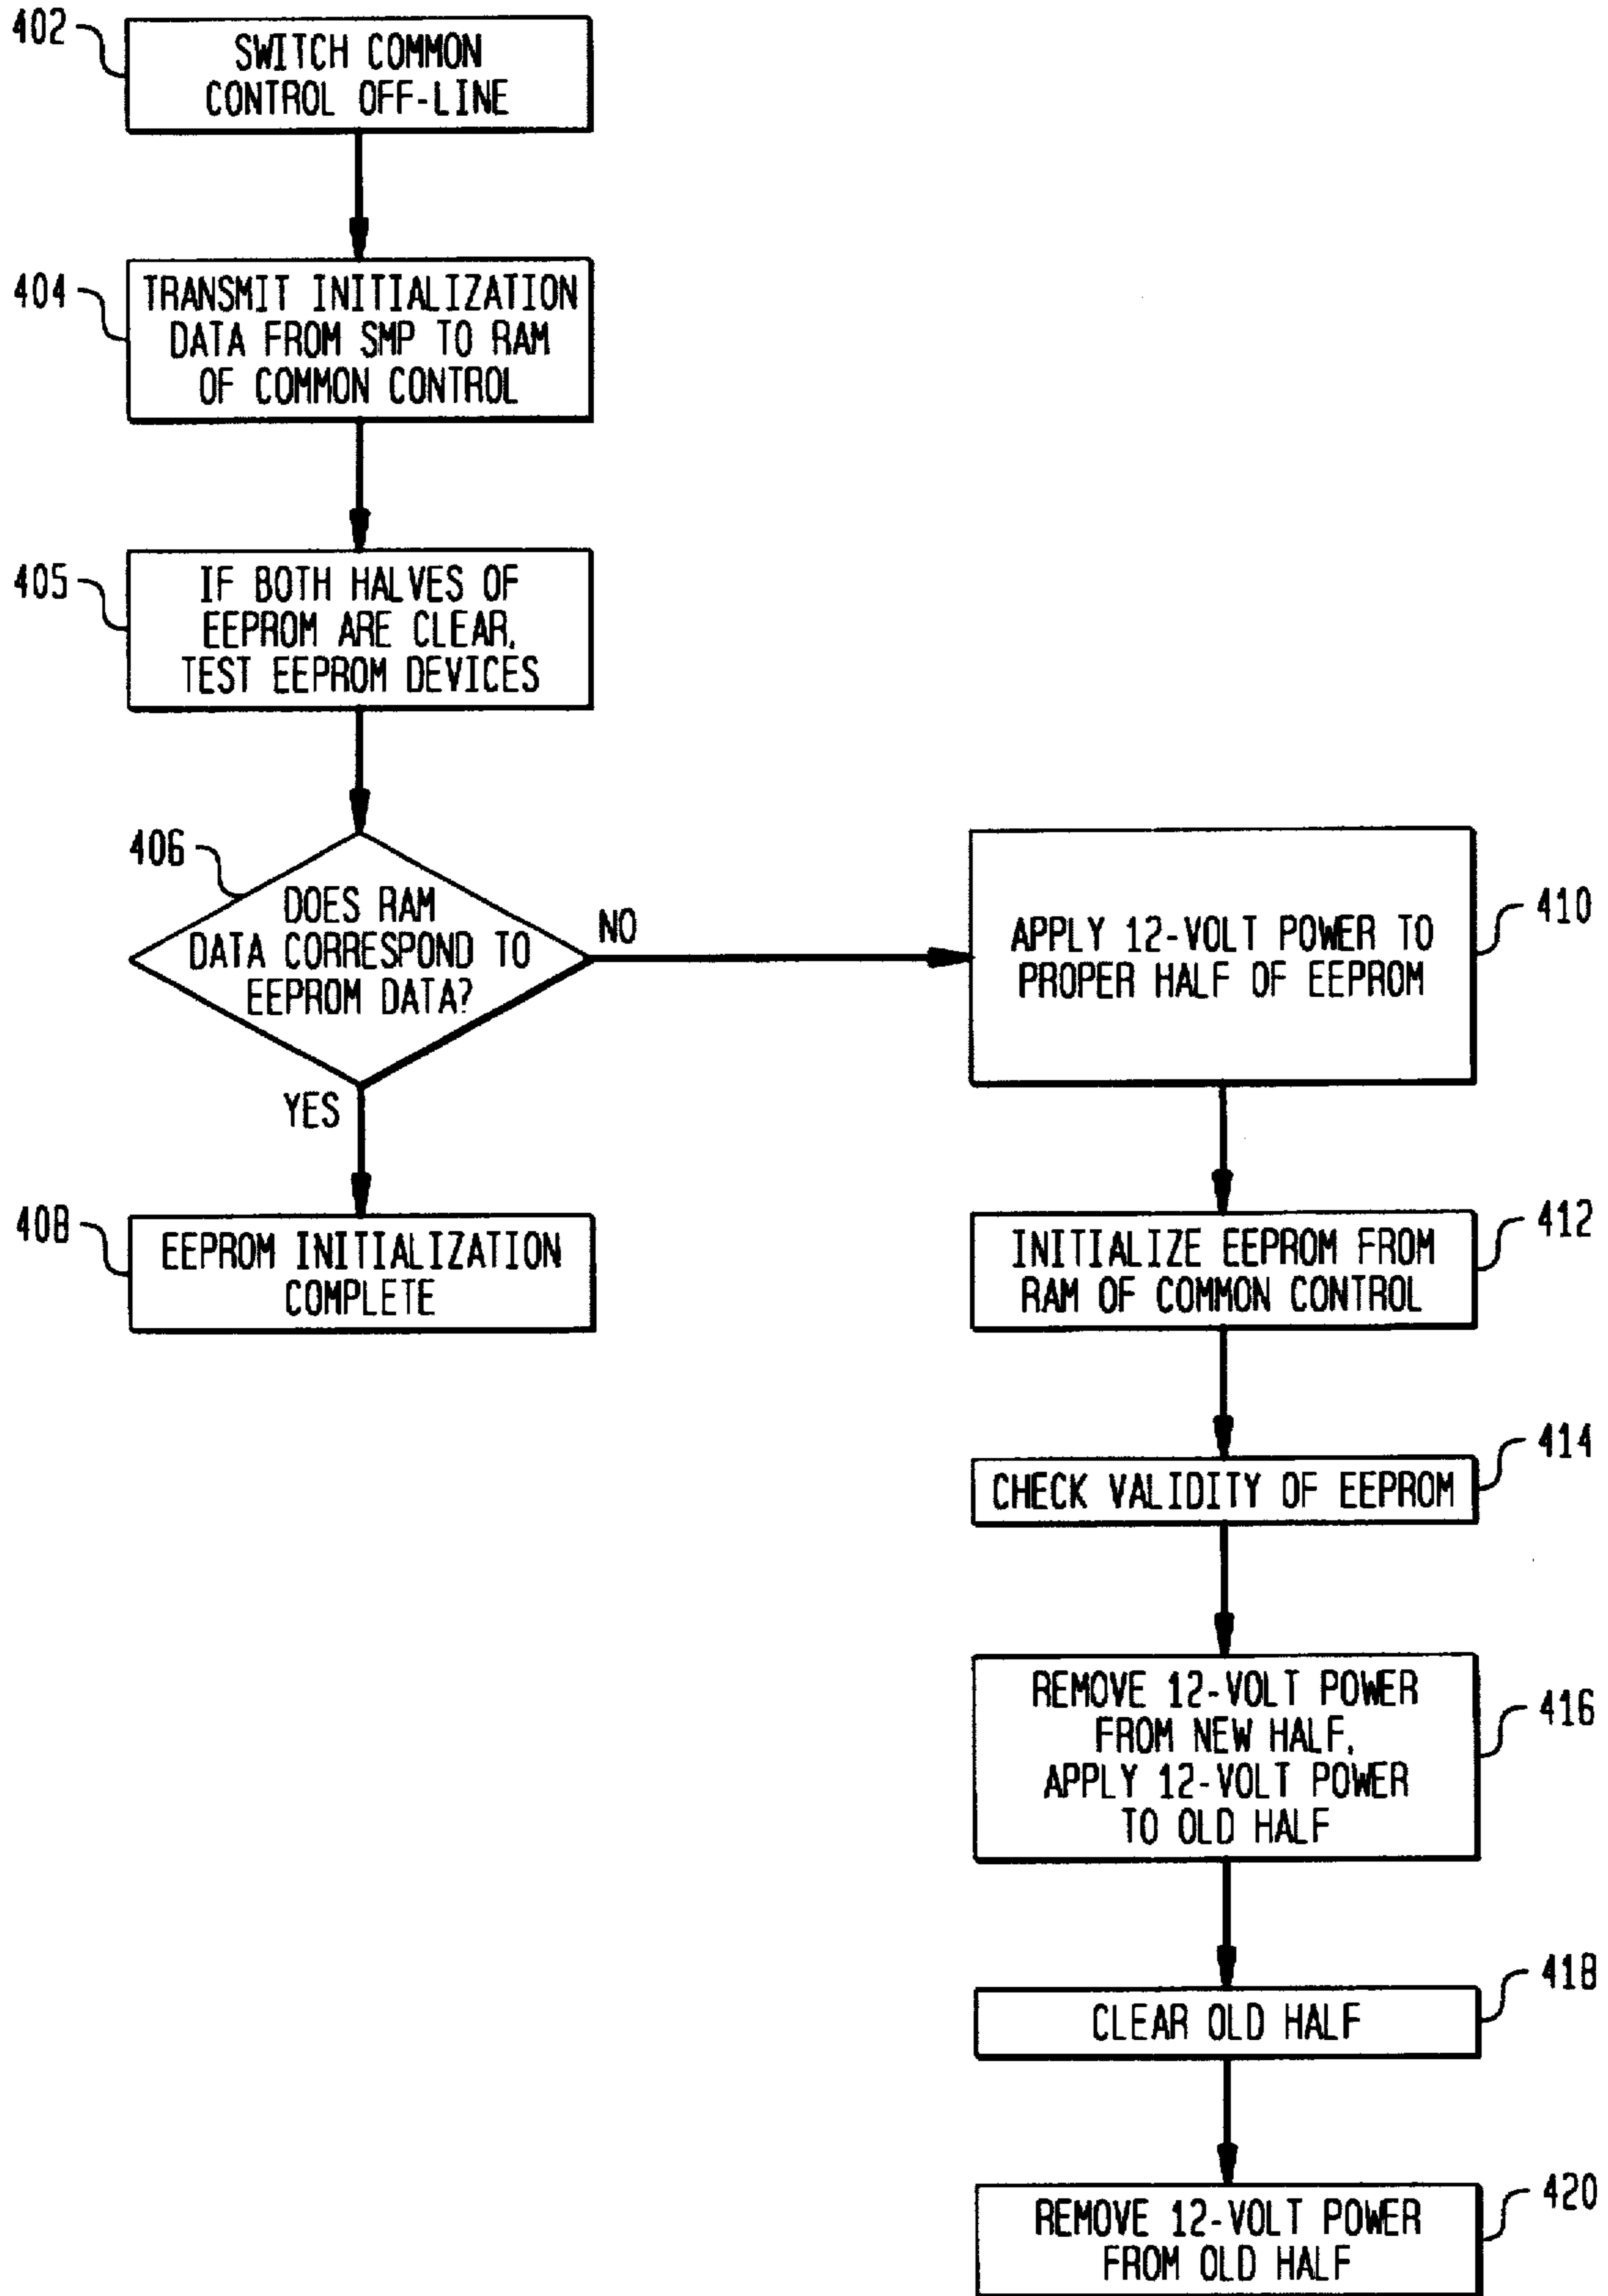 402
SWITCH COMMON
CONTROL OFF-LINE
404
TRANSMIT INITIALIZATION
DATA FROM SMP TO RAM
OF COMMON CONTROL
405
IF BOTH HALVES OF
EEPROM ARE CLEAR,
TEST EEPROM DEVICES
406
DOES RAM
DATA CORRESPOND TO
EEPROM DATA?
NO
YES
408
EEPROM INITIALIZATION
COMPLETE
410
APPLY 12-VOLT POWER TO
PROPER HALF OF EEPROM
412
INITIALIZE EEPROM FROM
RAM OF COMMON CONTROL
414
CHECK VALIDITY OF EEPROM
416
REMOVE 12-VOLT POWER
FROM NEW HALF,
APPLY 12-VOLT POWER
TO OLD HALF
418
CLEAR OLD HALF
420
REMOVE 12-VOLT POWER
FROM OLD HALF